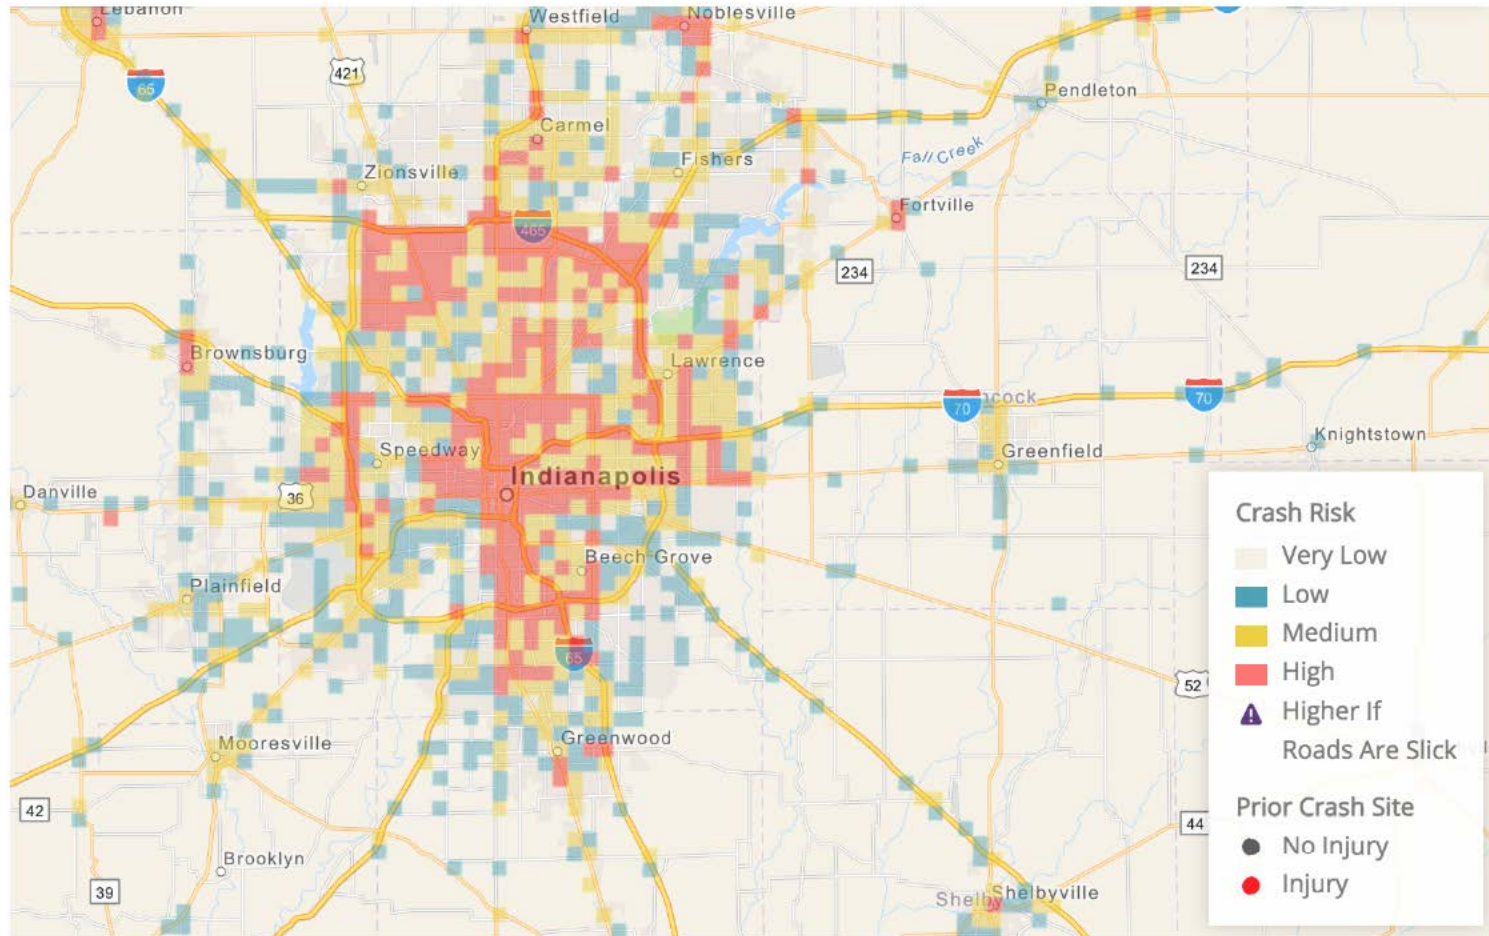 Lebanon
Westfield
Noblesville
65
421
Pendleton
Carmel
Fall Creek
Fishers
Zionsville
Fortville
465
234
234
Brownsburg
Lawrence
70
70
Knightstown
Speedway
Greenfield
Indianapolis
Danville
36
Beech Grove
Plainfield
65
52
Greenwood
Mooresville
42
44
Brooklyn
39
Shelbyville
Crash Risk
Very Low
Low
Medium
High
Higher If
Roads Are Slick
Prior Crash Site
No Injury
Injury